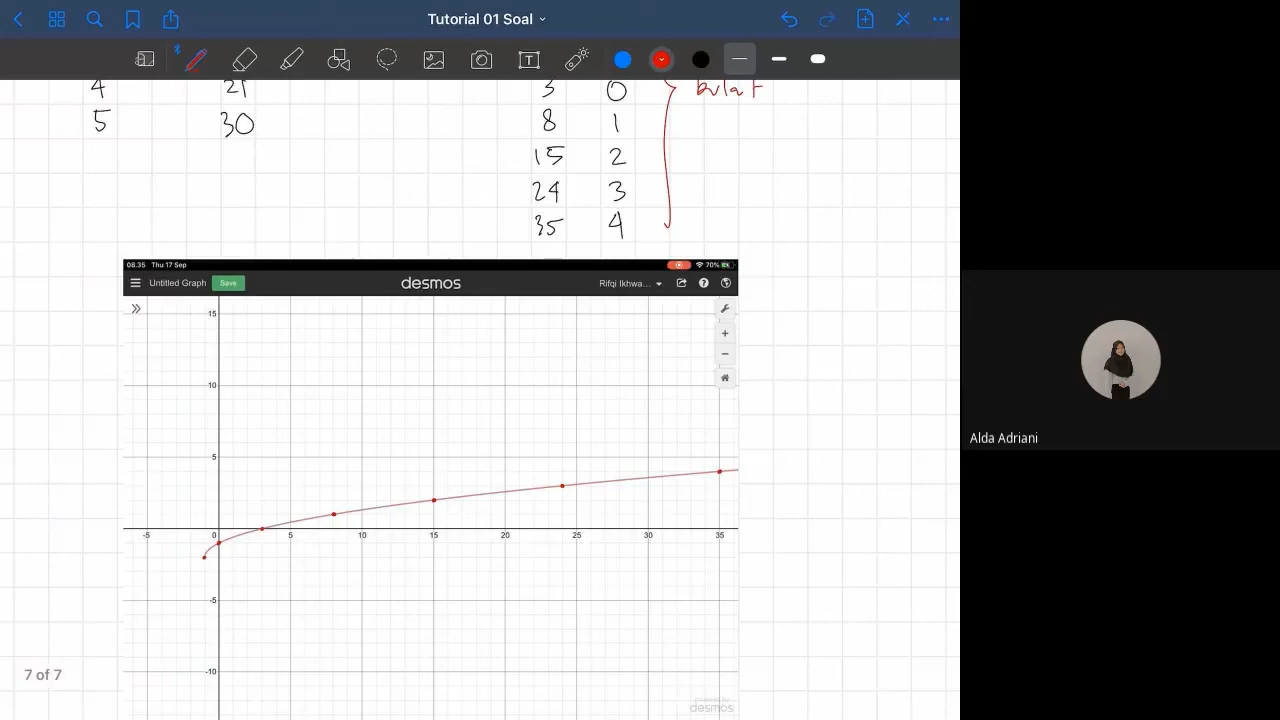 Tutorial 01 Soal
T
4 21 3 0 bulat
5 30 8 1
15 2
24 3
35 4
08.35 Thu 17 Sep 70%
Untitled Graph Save desmos Rifqi Ikhwa...
15
10
5
-5 0 5 10 15 20 25 30 35
-5
-10
powered by
desmos
7 of 7
Alda Adriani